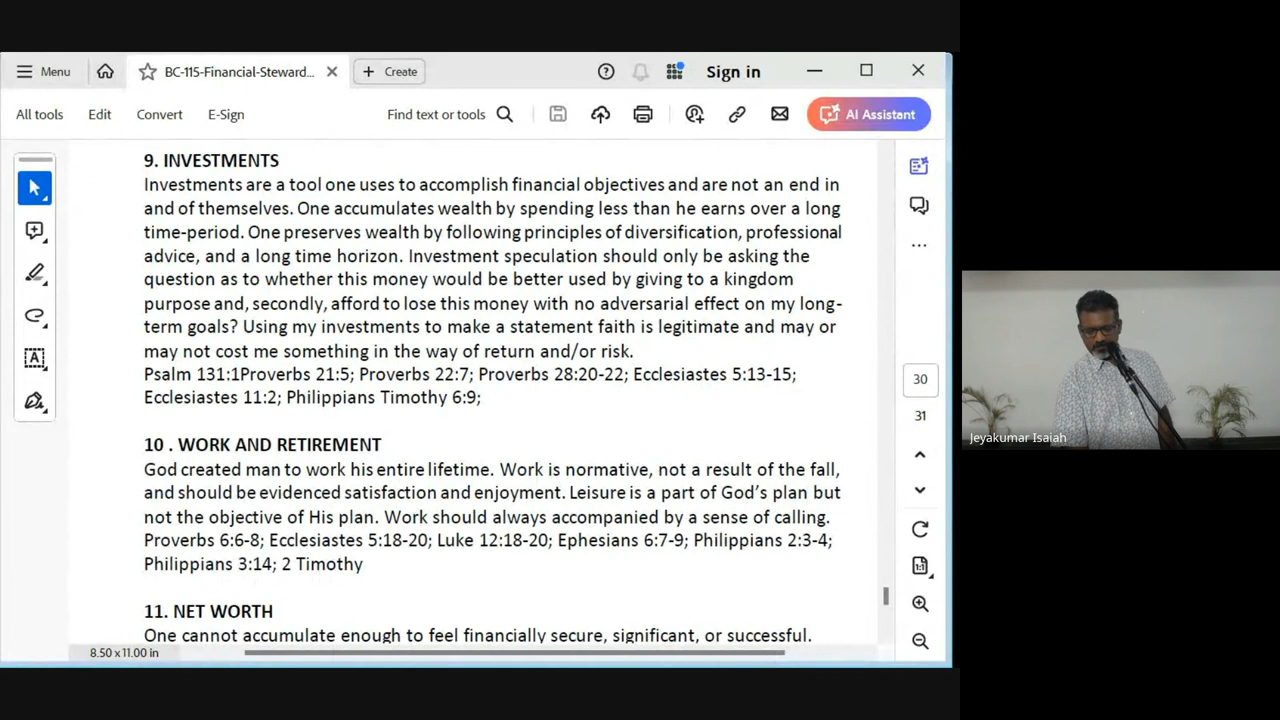 Menu
BC-115-Financial-Steward...
Create
Sign in
All tools
Edit
Convert
E-Sign
Find text or tools
AI Assistant
9. INVESTMENTS
Investments are a tool one uses to accomplish financial objectives and are not an end in
and of themselves. One accumulates wealth by spending less than he earns over a long
time-period. One preserves wealth by following principles of diversification, professional
advice, and a long time horizon. Investment speculation should only be asking the
question as to whether this money would be better used by giving to a kingdom
purpose and, secondly, afford to lose this money with no adversarial effect on my long-
term goals? Using my investments to make a statement faith is legitimate and may or
may not cost me something in the way of return and/or risk.
Psalm 131:1Proverbs 21:5; Proverbs 22:7; Proverbs 28:20-22; Ecclesiastes 5:13-15;
Ecclesiastes 11:2; Philippians Timothy 6:9;
10 . WORK AND RETIREMENT
God created man to work his entire lifetime. Work is normative, not a result of the fall,
and should be evidenced satisfaction and enjoyment. Leisure is a part of God's plan but
not the objective of His plan. Work should always accompanied by a sense of calling.
Proverbs 6:6-8; Ecclesiastes 5:18-20; Luke 12:18-20; Ephesians 6:7-9; Philippians 2:3-4;
Philippians 3:14; 2 Timothy
11. NET WORTH
One cannot accumulate enough to feel financially secure, significant, or successful.
8.50 x 11.00 in
30
31
1:1
Jeyakumar Isaiah